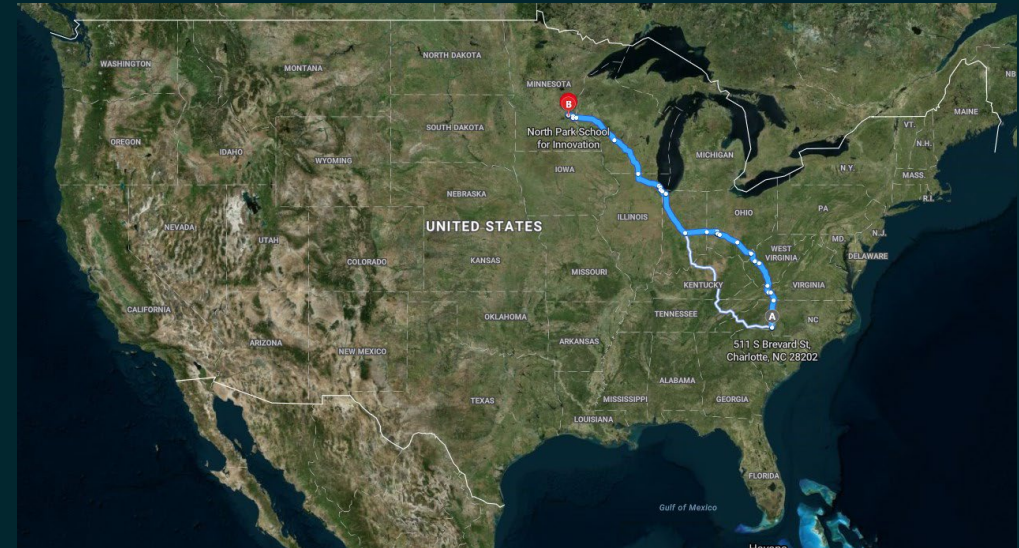 WASHINGTON
MONTANA
NORTH DAKOTA
MINNESOTA
B
MAINE
NB
OREGON
IDAHO
SOUTH DAKOTA
North Park School
for Innovation
WYOMING
IOWA
MICHIGAN
VT.
N.H.
N.Y.
MASS.
R.I.
NEBRASKA
NEVADA
UTAH
UNITED STATES
ILLINOIS
OHIO
PA
N.J.
MD.
DELAWARE
COLORADO
KANSAS
MISSOURI
WEST
VIRGINIA
KENTUCKY
VIRGINIA
CALIFORNIA
OKLAHOMA
TENNESSEE
A
NC
ARIZONA
NEW MEXICO
ARKANSAS
511 S Brevard St,
Charlotte, NC 28202
TEXAS
ALABAMA
MISSISSIPPI
GEORGIA
LOUISIANA
FLORIDA
Gulf of Mexico